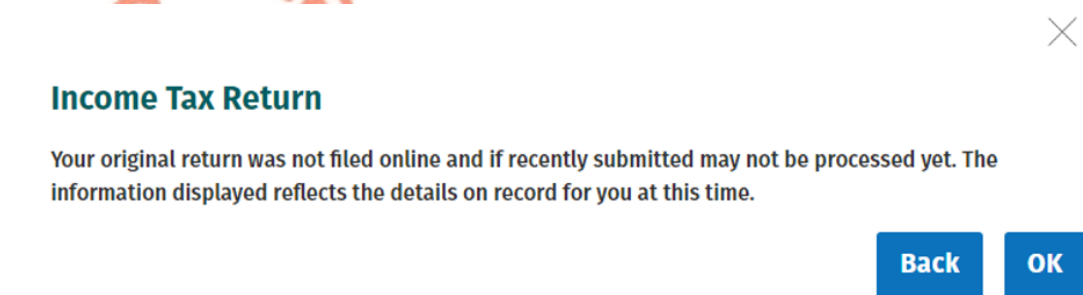 Income Tax Return
Your original return was not filed online and if recently submitted may not be processed yet. The
information displayed reflects the details on record for you at this time.
Back OK